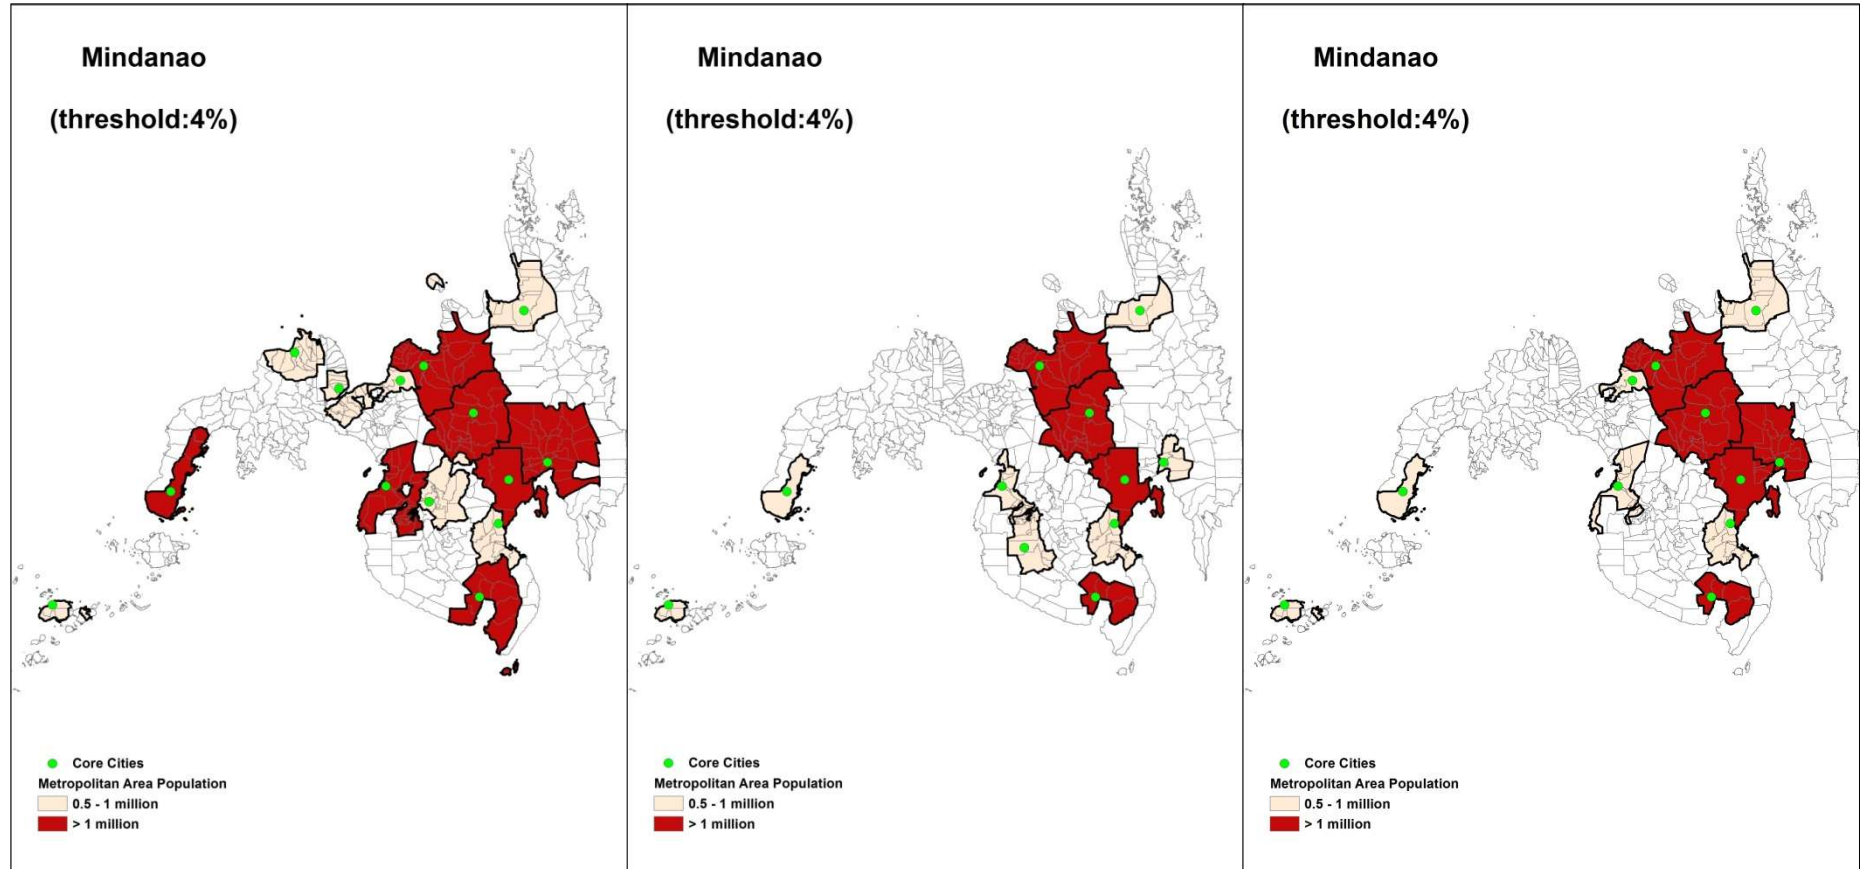 Mindanao
(threshold:4%)
Core Cities
Metropolitan Area Population
0.5 - 1 million
> 1 million
Mindanao
(threshold:4%)
Core Cities
Metropolitan Area Population
0.5 - 1 million
> 1 million
Mindanao
(threshold:4%)
Core Cities
Metropolitan Area Population
0.5 - 1 million
> 1 million